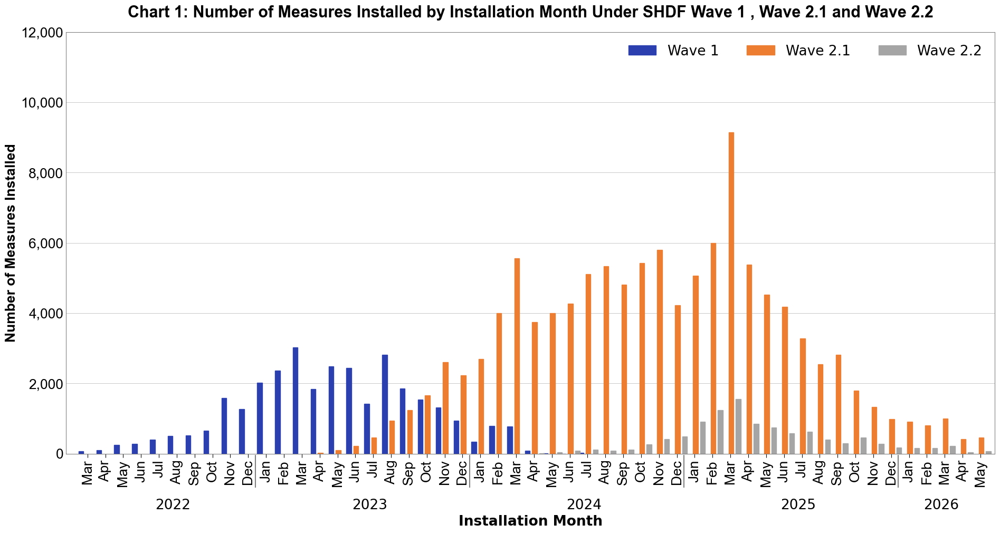 Chart 1: Number of Measures Installed by Installation Month Under SHDF Wave 1 , Wave 2.1 and Wave 2.2
Wave 1 Wave 2.1 Wave 2.2
Number of Measures Installed
12,000
10,000
8,000
6,000
4,000
2,000
0
Mar Apr May Jun Jul Aug Sep Oct Nov Dec Jan Feb Mar Apr May Jun Jul Aug Sep Oct Nov Dec Jan Feb Mar Apr May Jun Jul Aug Sep Oct Nov Dec Jan Feb Mar Apr May Jun Jul Aug Sep Oct Nov Dec Jan Feb Mar Apr May
2022 2023 2024 2025 2026
Installation Month